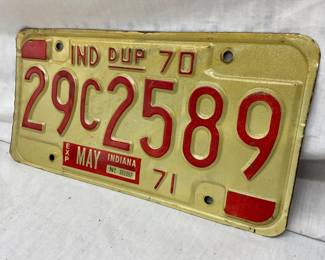 IND DUP 70
29C2589
EXP MAY INDIANA
71